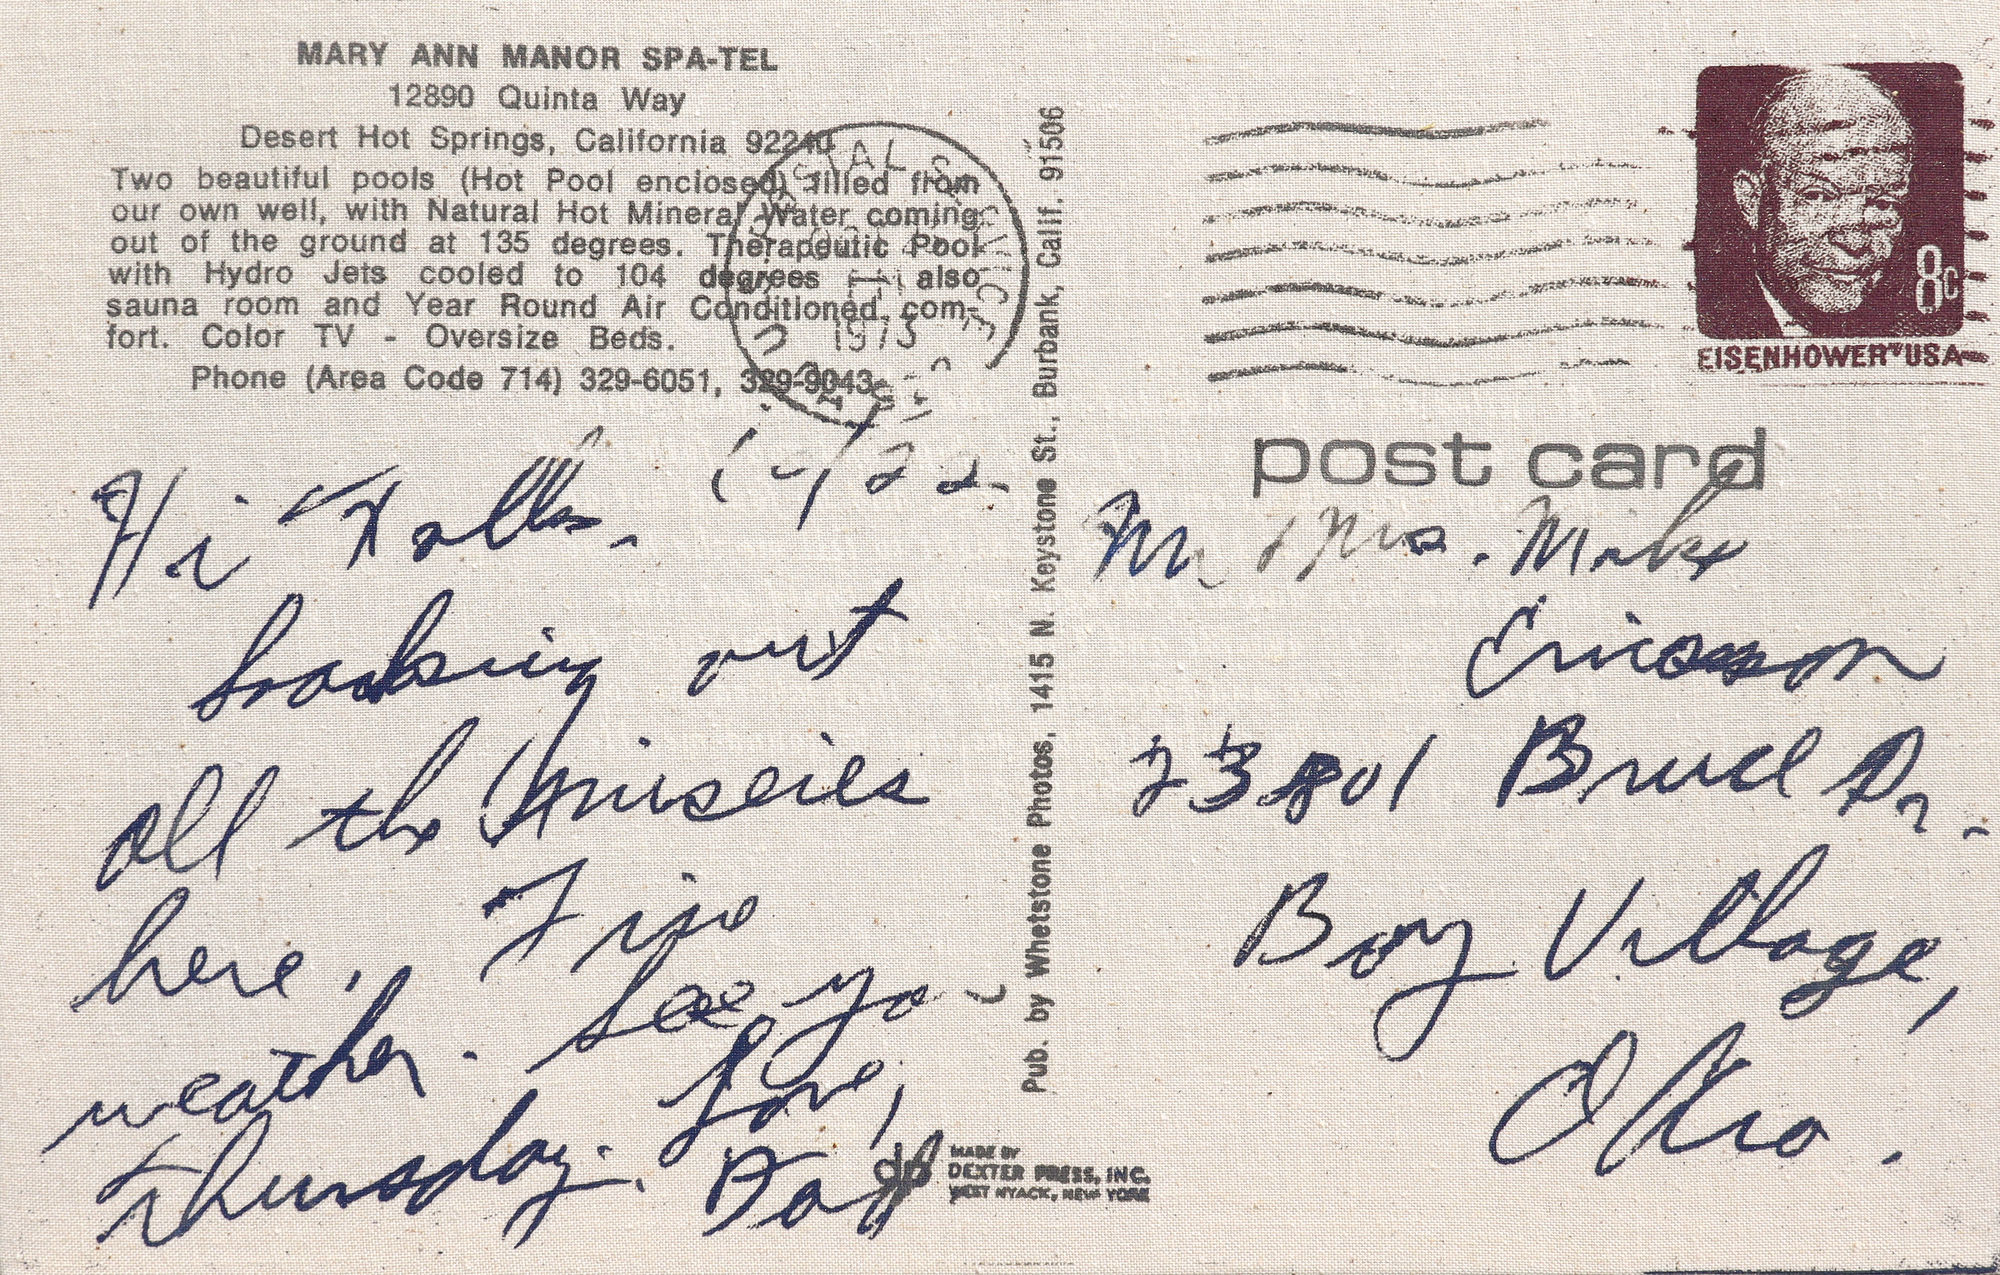 MARY ANN MANOR SPA-TEL
12890 Quinta Way
Desert Hot Springs, California 92240
Two beautiful pools (Hot Pool enclosed) filled from
our own well, with Natural Hot Mineral Water coming
out of the ground at 135 degrees. Therapeutic Pool
with Hydro Jets cooled to 104 degrees — also
sauna room and Year Round Air Conditioned com-
fort. Color TV - Oversize Beds.
Phone (Area Code 714) 329-6051, 329-9043
U.S. POSTAL SERVICE
1973
Hi Folks.
Soaking out
all the miseries
here. Fine
weather. See you
Thursday. Love,
Dad
Pub. by Whetstone Photos, 1415 N. Keystone St., Burbank, Calif. 91506
dp
MADE BY
DEXTER PRESS, INC.
WEST NYACK, NEW YORK
8c
EISENHOWER USA
post card
Mr & Mrs. Mike
Ericsson
23801 Bruce Dr.
Bay Village,
Ohio.